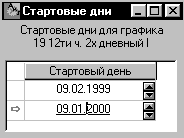 Стартовые дни
Стартовые дни для графика
19 12ти ч. 2х дневный I
Стартовый день
09.02.1999
09.01.2000